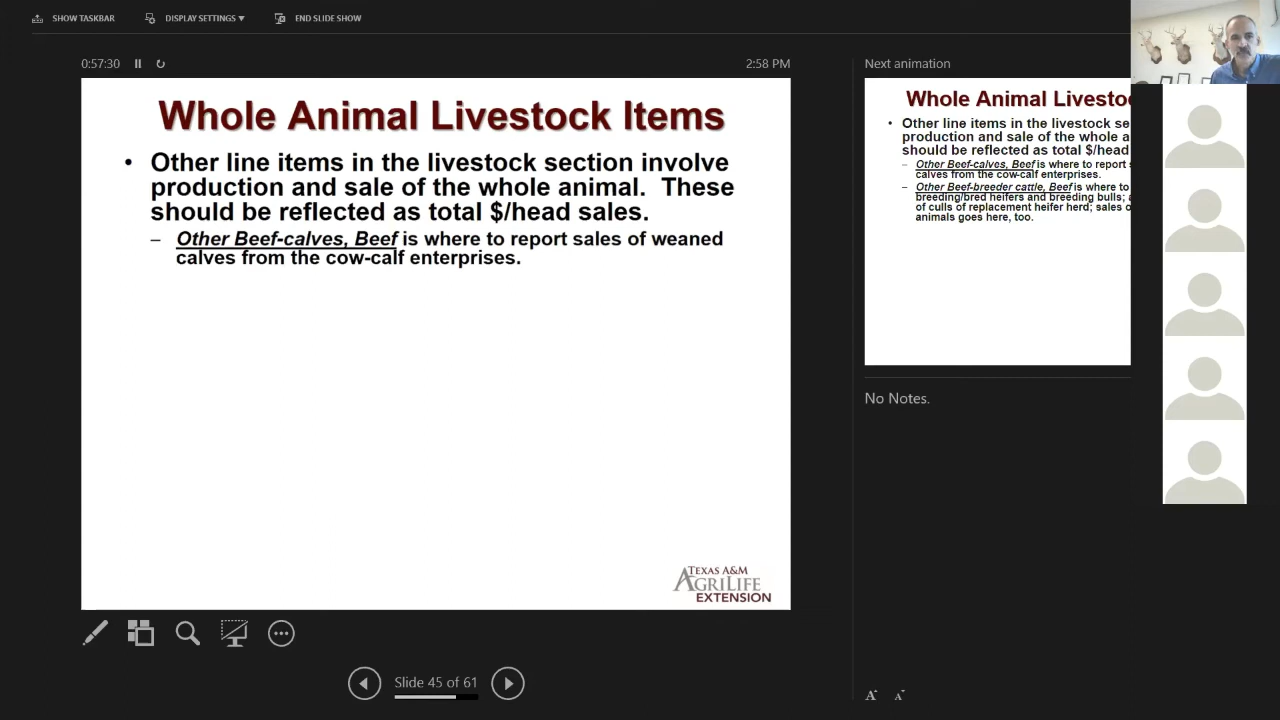 SHOW TASKBAR
DISPLAY SETTINGS ▼
END SLIDE SHOW
0:57:30
2:58 PM
Whole Animal Livestock Items
• Other line items in the livestock section involve
production and sale of the whole animal. These
should be reflected as total $/head sales.
– Other Beef-calves, Beef is where to report sales of weaned
calves from the cow-calf enterprises.
TEXAS A&M
AGRILIFE
EXTENSION
Slide 45 of 61
Next animation
Whole Animal
• Other line items in the livestock
production and sale of the whole
should be reflected as total $/head
– Other Beef-calves, Beef is where to report
calves from the cow-calf enterprises.
– Other Beef-breeder cattle, Beef is where to
breeding/bred heifers and breeding bulls;
of culls of replacement heifer herd; sales
animals goes here, too.
No Notes.
A A